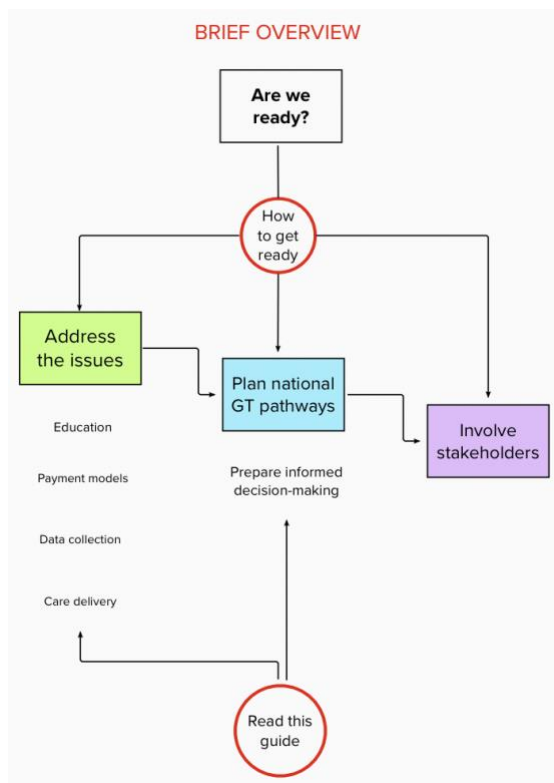 BRIEF OVERVIEW
Are we
ready?
How
to get
ready
Address
the issues
Plan national
GT pathways
Involve
stakeholders
Education
Payment models
Data collection
Care delivery
Prepare informed
decision-making
Read this
guide